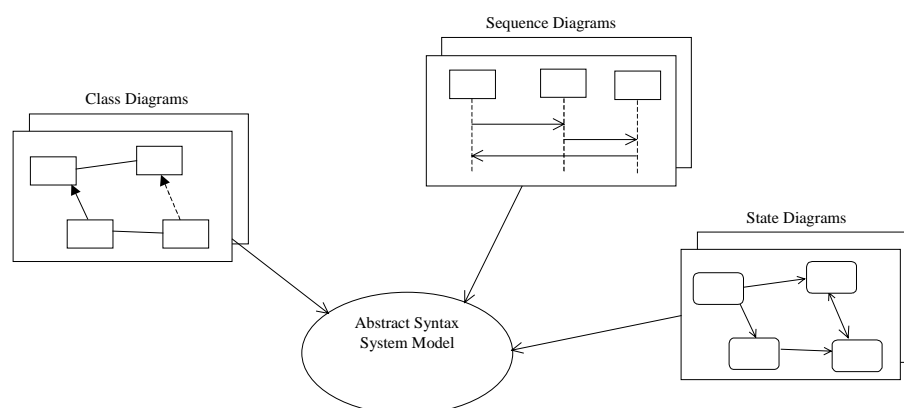 Sequence Diagrams
Class Diagrams
State Diagrams
Abstract Syntax
System Model